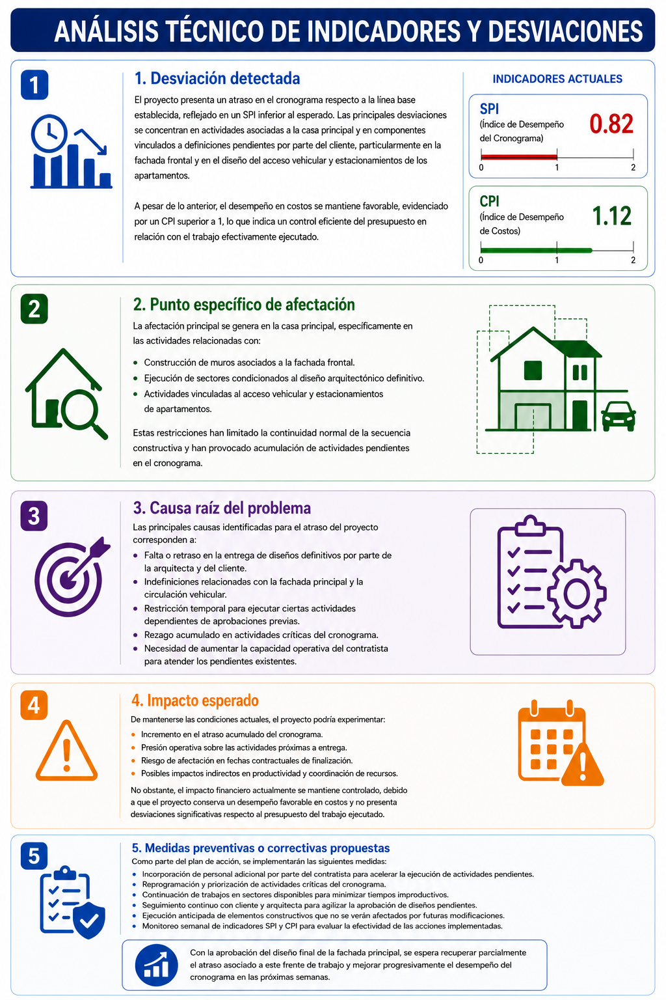 ANÁLISIS TÉCNICO DE INDICADORES Y DESVIACIONES
1
1. Desviación detectada
El proyecto presenta un atraso en el cronograma respecto a la línea base
establecida, reflejado en un SPI inferior al esperado. Las principales desviaciones
se concentran en actividades asociadas a la casa principal y en componentes
vinculados a definiciones pendientes por parte del cliente, particularmente en la
fachada frontal y en el diseño del acceso vehicular y estacionamientos de los
apartamentos.
A pesar de lo anterior, el desempeño en costos se mantiene favorable, evidenciado
por un CPI superior a 1, lo que indica un control eficiente del presupuesto en
relación con el trabajo efectivamente ejecutado.
INDICADORES ACTUALES
SPI
(Índice de Desempeño
del Cronograma)
0.82
0 1 2
CPI
(Índice de Desempeño
de Costos)
1.12
0 1 2
2
2. Punto específico de afectación
La afectación principal se genera en la casa principal, específicamente en
las actividades relacionadas con:
• Construcción de muros asociados a la fachada frontal.
• Ejecución de sectores condicionados al diseño arquitectónico definitivo.
• Actividades vinculadas al acceso vehicular y estacionamientos
de apartamentos.
Estas restricciones han limitado la continuidad normal de la secuencia
constructiva y han provocado acumulación de actividades pendientes
en el cronograma.
3
3. Causa raíz del problema
Las principales causas identificadas para el atraso del proyecto
corresponden a:
• Falta o retraso en la entrega de diseños definitivos por parte de
la arquitecta y del cliente.
• Indefiniciones relacionadas con la fachada principal y la
circulación vehicular.
• Restricción temporal para ejecutar ciertas actividades
dependientes de aprobaciones previas.
• Rezago acumulado en actividades críticas del cronograma.
• Necesidad de aumentar la capacidad operativa del contratista
para atender los pendientes existentes.
4
4. Impacto esperado
De mantenerse las condiciones actuales, el proyecto podría experimentar:
• Incremento en el atraso acumulado del cronograma.
• Presión operativa sobre las actividades próximas a entrega.
• Riesgo de afectación en fechas contractuales de finalización.
• Posibles impactos indirectos en productividad y coordinación de recursos.
No obstante, el impacto financiero actualmente se mantiene controlado, debido
a que el proyecto conserva un desempeño favorable en costos y no presenta
desviaciones significativas respecto al presupuesto del trabajo ejecutado.
5
5. Medidas preventivas o correctivas propuestas
Como parte del plan de acción, se implementarán las siguientes medidas:
• Incorporación de personal adicional por parte del contratista para acelerar la ejecución de actividades pendientes.
• Reprogramación y priorización de actividades críticas del cronograma.
• Continuación de trabajos en sectores disponibles para minimizar tiempos improductivos.
• Seguimiento continuo con cliente y arquitecta para agilizar la aprobación de diseños pendientes.
• Ejecución anticipada de elementos constructivos que no se verán afectados por futuras modificaciones.
• Monitoreo semanal de indicadores SPI y CPI para evaluar la efectividad de las acciones implementadas.
Con la aprobación del diseño final de la fachada principal, se espera recuperar parcialmente
el atraso asociado a este frente de trabajo y mejorar progresivamente el desempeño del
cronograma en las próximas semanas.